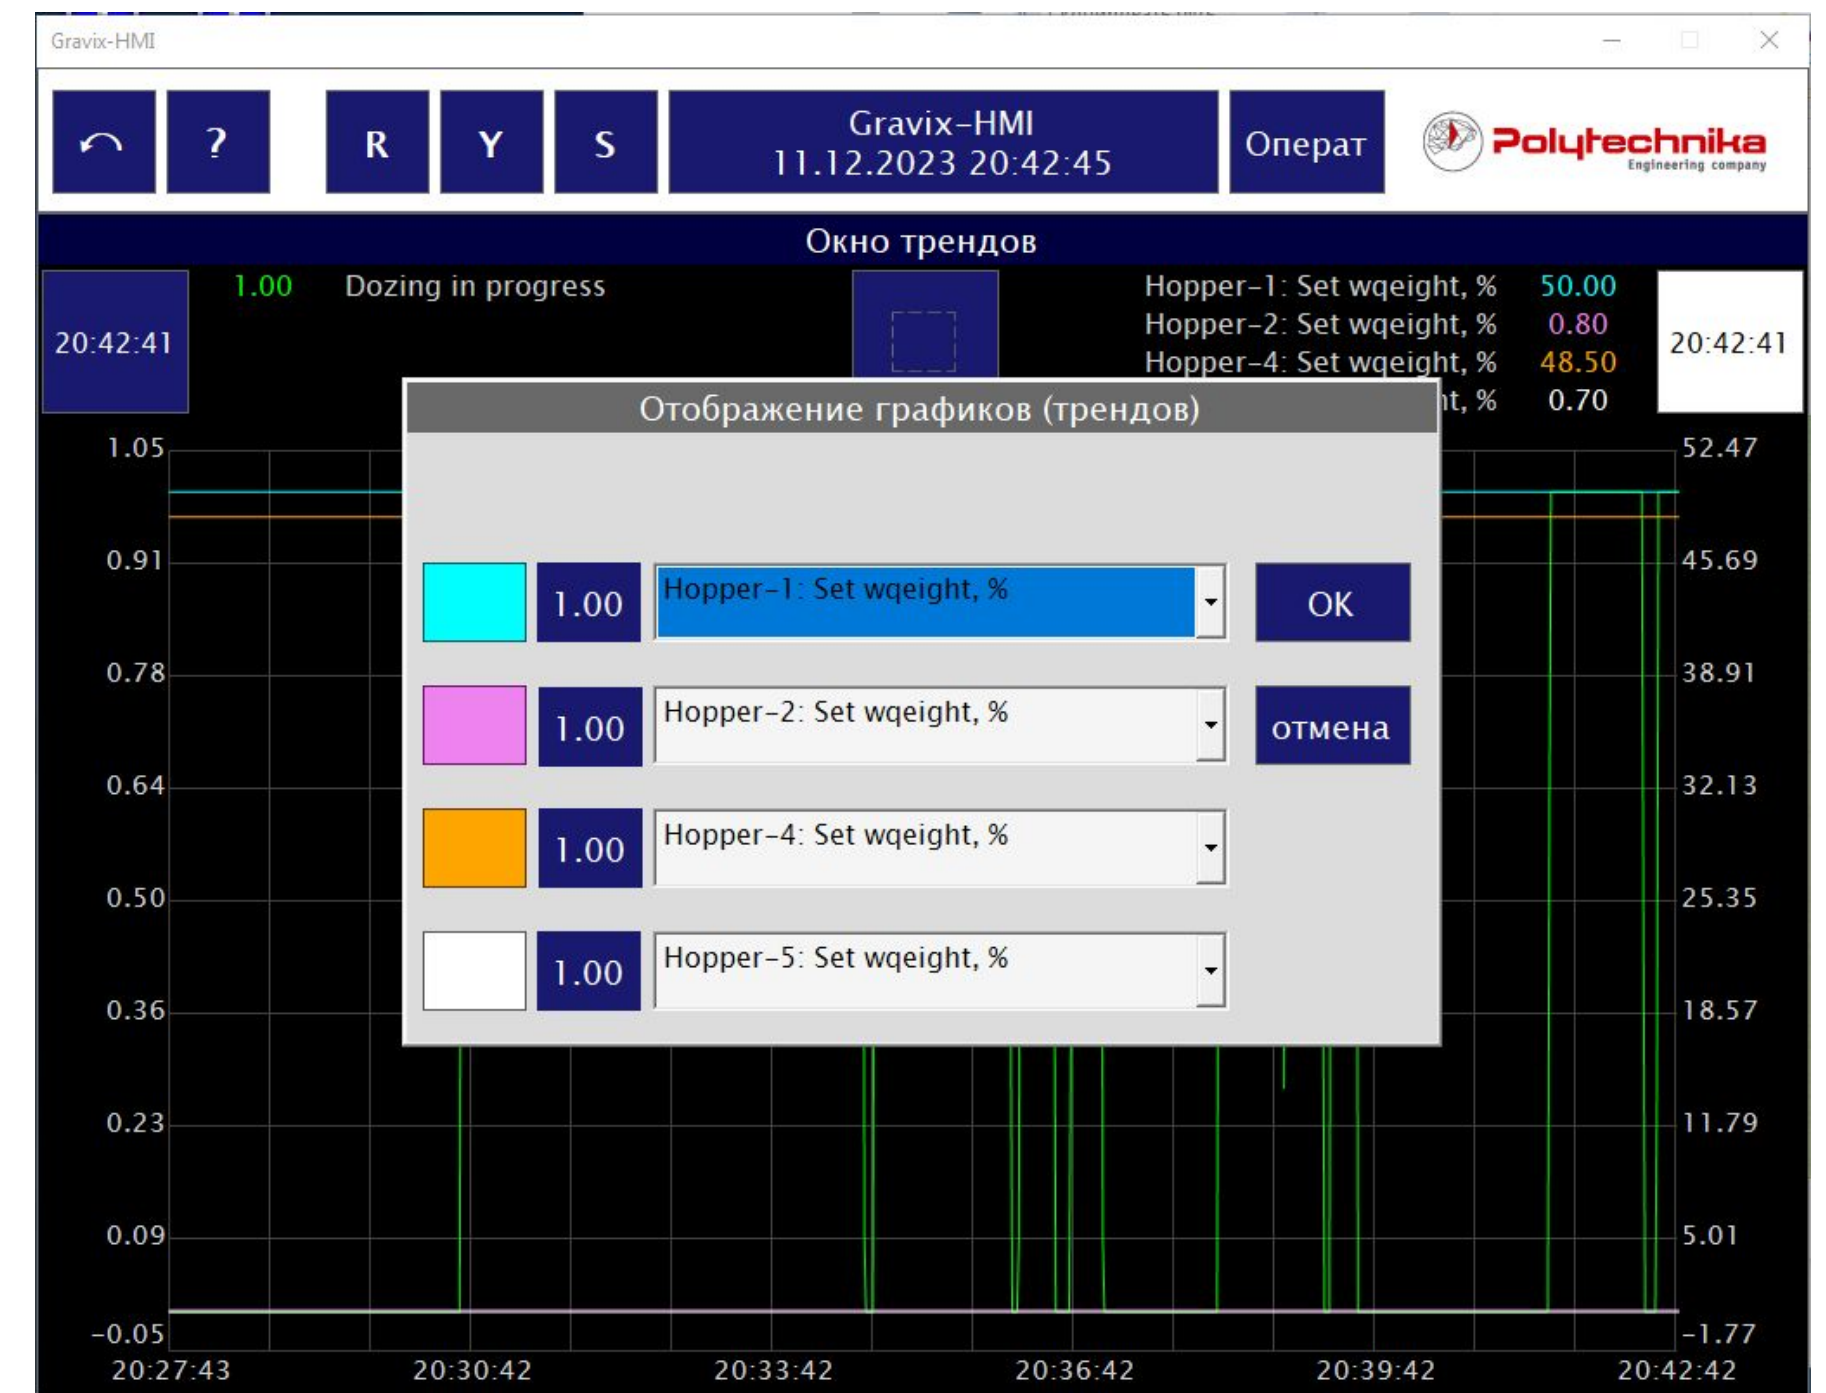 Gravix-HMI
?
R
Y
S
Gravix-HMI
11.12.2023 20:42:45
Операт
Polytechnika
Engineering company
Окно трендов
20:42:41
1.00 Dozing in progress
Hopper-1: Set wqeight, % 50.00
Hopper-2: Set wqeight, % 0.80
Hopper-4: Set wqeight, % 48.50
% 0.70
20:42:41
Отображение графиков (трендов)
1.00 Hopper-1: Set wqeight, %
OK
1.00 Hopper-2: Set wqeight, %
отмена
1.00 Hopper-4: Set wqeight, %
1.00 Hopper-5: Set wqeight, %
1.05
0.91
0.78
0.64
0.50
0.36
0.23
0.09
-0.05
52.47
45.69
38.91
32.13
25.35
18.57
11.79
5.01
-1.77
20:27:43 20:30:42 20:33:42 20:36:42 20:39:42 20:42:42